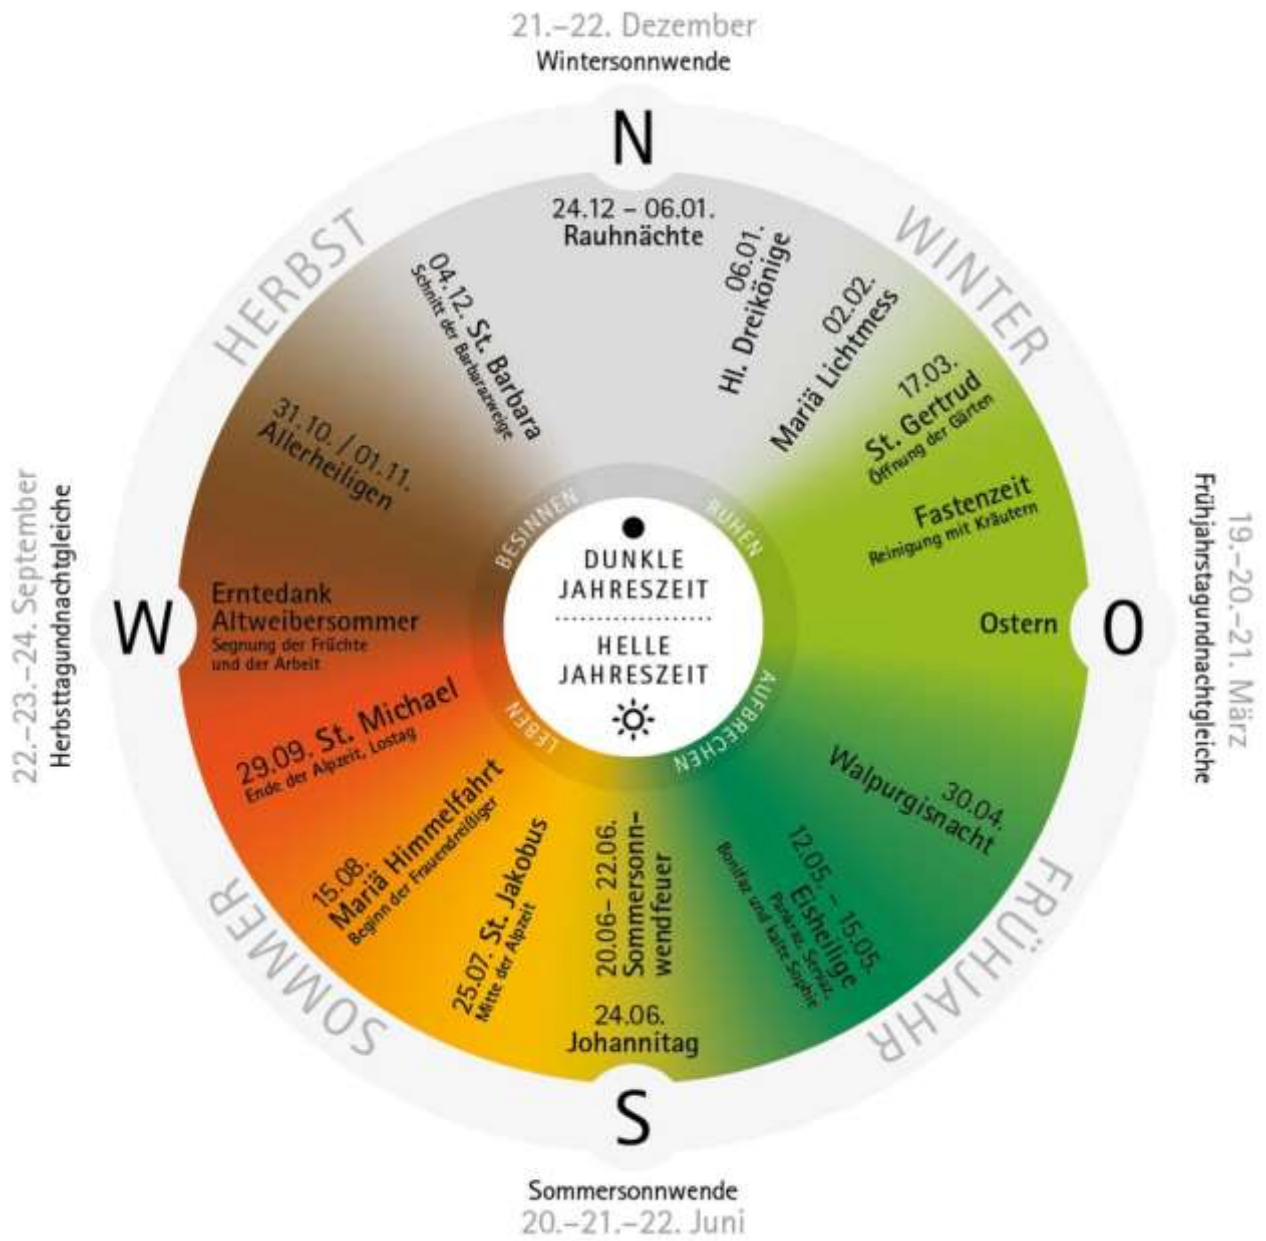 21.–22. Dezember
Wintersonnwende
N
HERBST
WINTER
24.12 – 06.01.
Rauhnächte
06.01.
Hl. Dreikönige
02.02.
Mariä Lichtmess
17.03.
St. Gertrud
Öffnung der Gärten
Fastenzeit
Reinigung mit Kräutern
Ostern
O
19.–20.–21. März
Frühjahrstagundnachtgleiche
30.04.
Walpurgisnacht
12.05. – 15.05.
Eisheilige
Pankraz, Servaz,
Bonifaz und kalte Sophie
FRÜHJAHR
20.06– 22.06.
Sommersonn-
wendfeuer
24.06.
Johannitag
S
Sommersonnwende
20.–21.–22. Juni
25.07. St. Jakobus
Mitte der Alpzeit
15.08.
Mariä Himmelfahrt
Beginn der Frauendreißiger
SOMMER
29.09. St. Michael
Ende der Alpzeit, Lostag
Erntedank
Altweibersommer
Segnung der Früchte
und der Arbeit
W
22.–23.–24. September
Herbsttagundnachtgleiche
31.10. / 01.11.
Allerheiligen
04.12. St. Barbara
Schnitt der Barbarazweige
BESINNEN
RUHEN
AUFBRECHEN
LEBEN
DUNKLE
JAHRESZEIT
HELLE
JAHRESZEIT